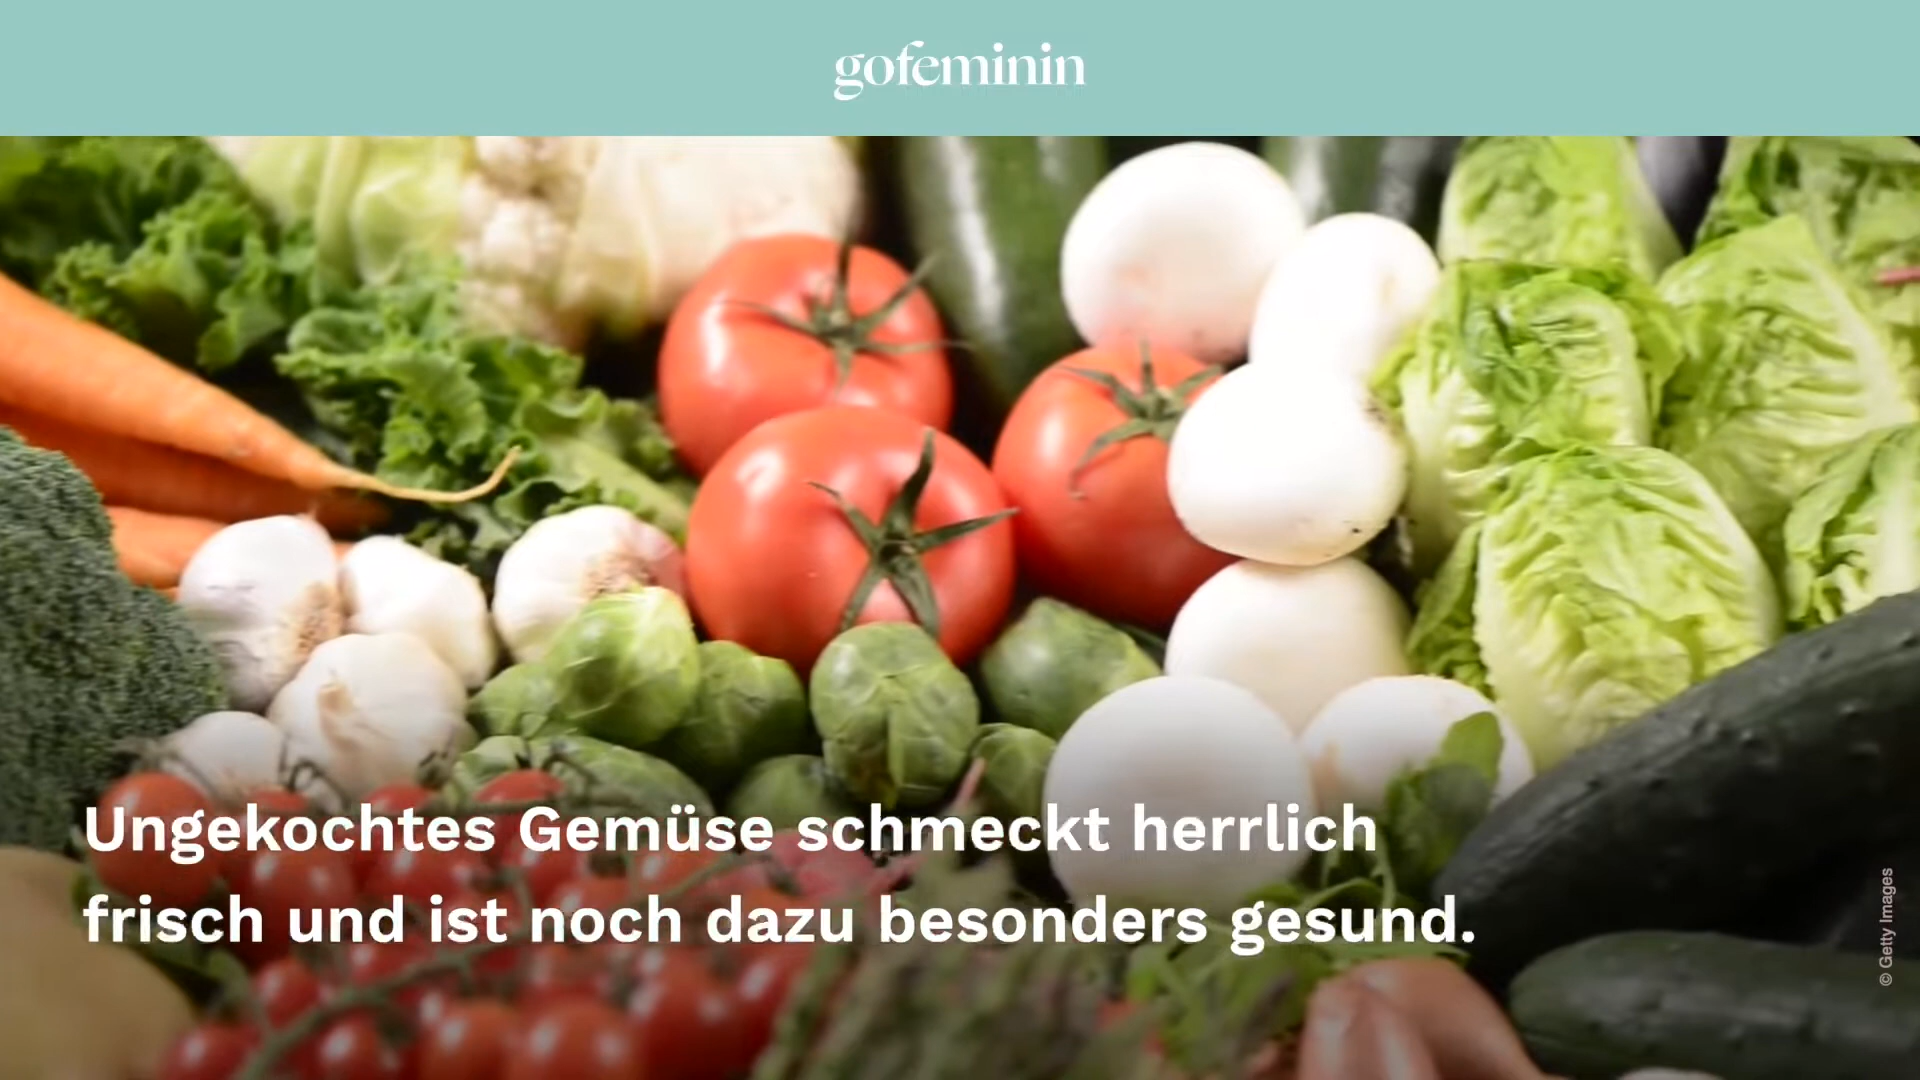 gofeminin
Ungekochtes Gemüse schmeckt herrlich
frisch und ist noch dazu besonders gesund.
© Getty Images